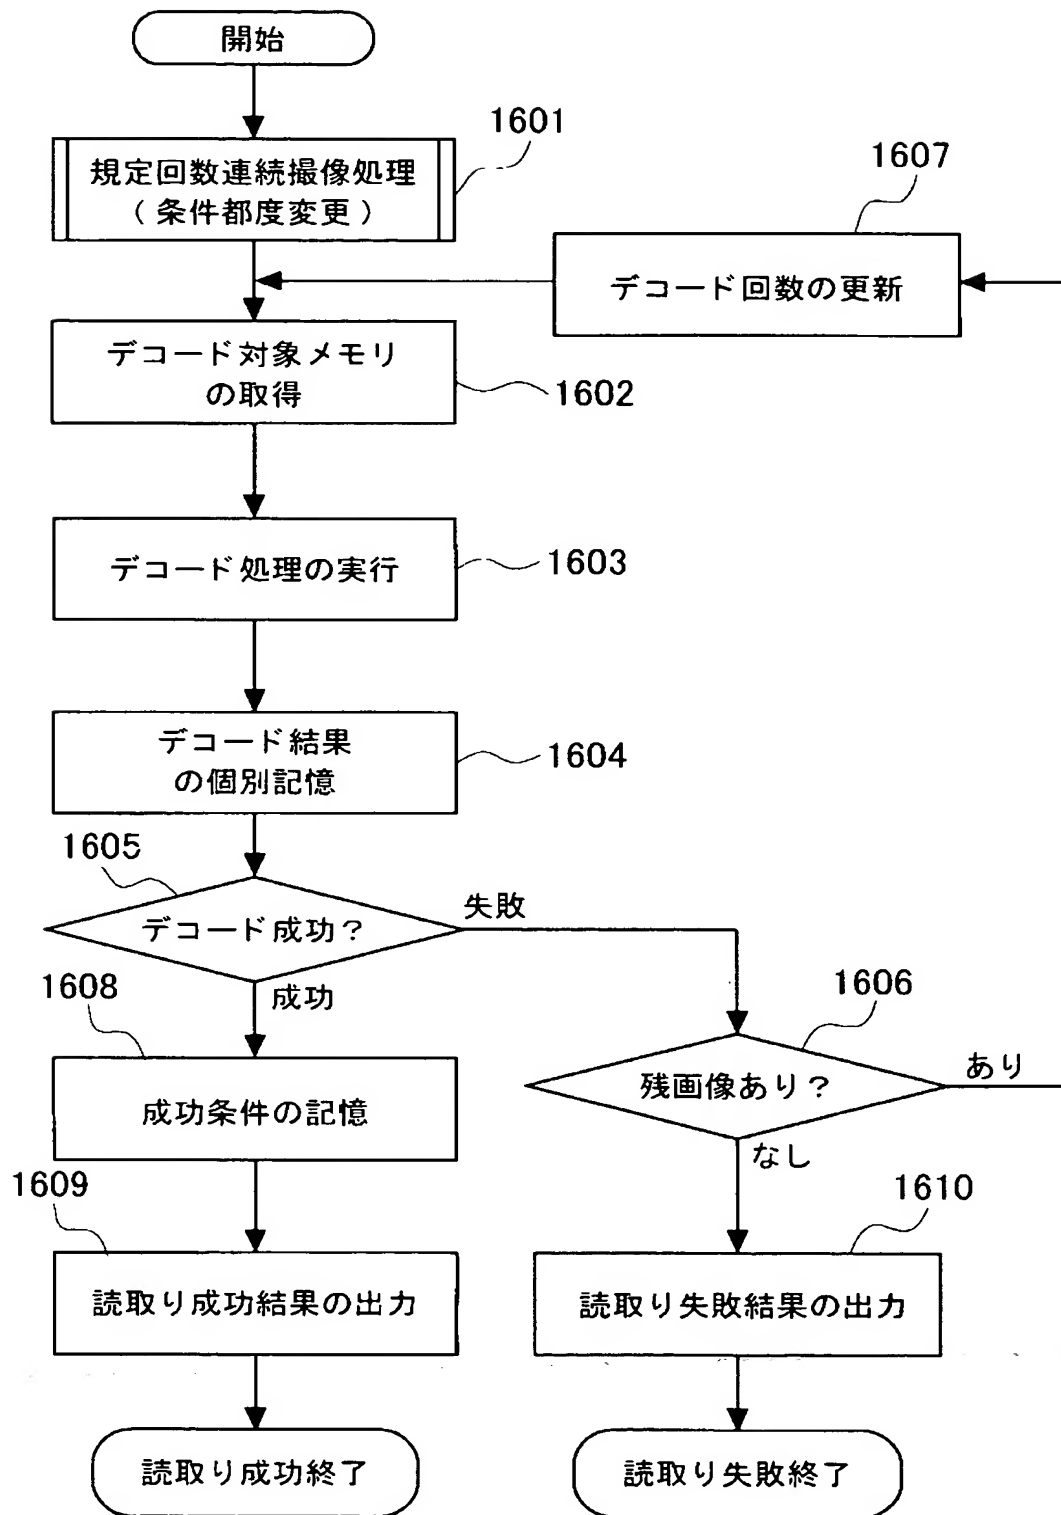 開始
1601
規定回数連続撮像処理
(条件都度変更)
1607
デコード回数の更新
デコード対象メモリ
の取得
1602
デコード処理の実行
1603
デコード結果
の個別記憶
1604
1605
デコード成功?
失敗
成功
1606
残画像あり?
あり
なし
1608
成功条件の記憶
1609
読取り成功結果の出力
1610
読取り失敗結果の出力
読取り成功終了
読取り失敗終了